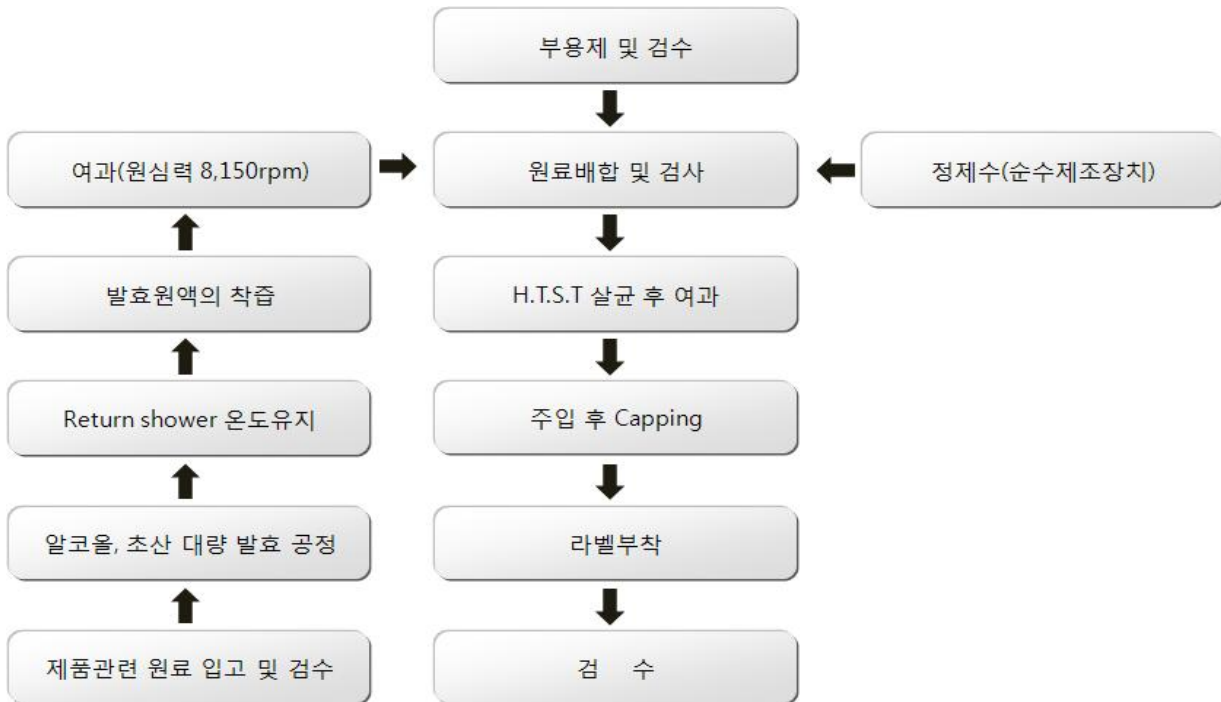 부용제 및 검수
여과(원심력 8,150rpm)
원료배합 및 검사
정제수(순수제조장치)
발효원액의 착즙
H.T.S.T 살균 후 여과
Return shower 온도유지
주입 후 Capping
알코올, 초산 대량 발효 공정
라벨부착
제품관련 원료 입고 및 검수
검 수